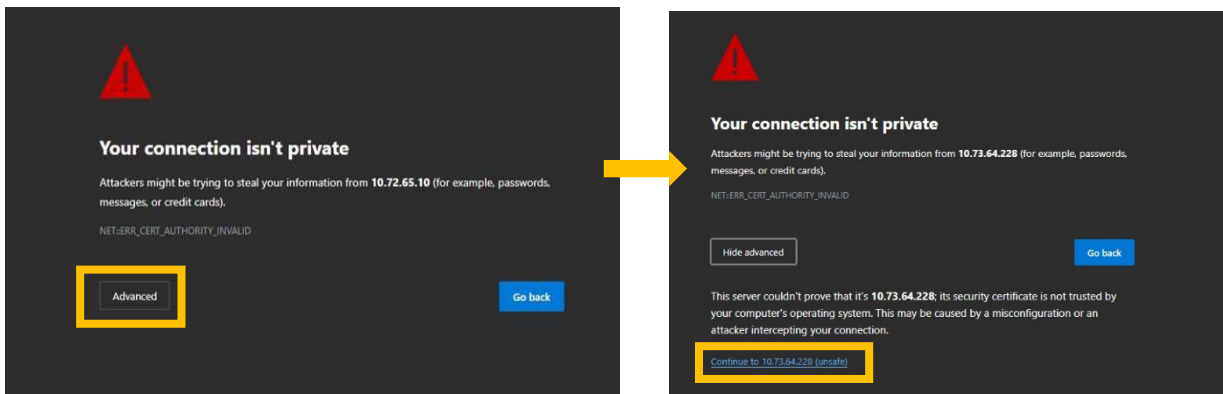 Your connection isn't private
Attackers might be trying to steal your information from 10.72.65.10 (for example, passwords,
messages, or credit cards).
NET::ERR_CERT_AUTHORITY_INVALID
Advanced
Go back
Your connection isn't private
Attackers might be trying to steal your information from 10.73.64.228 (for example, passwords,
messages, or credit cards).
NET::ERR_CERT_AUTHORITY_INVALID
Hide advanced
Go back
This server couldn't prove that it's 10.73.64.228; its security certificate is not trusted by
your computer's operating system. This may be caused by a misconfiguration or an
attacker intercepting your connection.
Continue to 10.73.64.228 (unsafe)